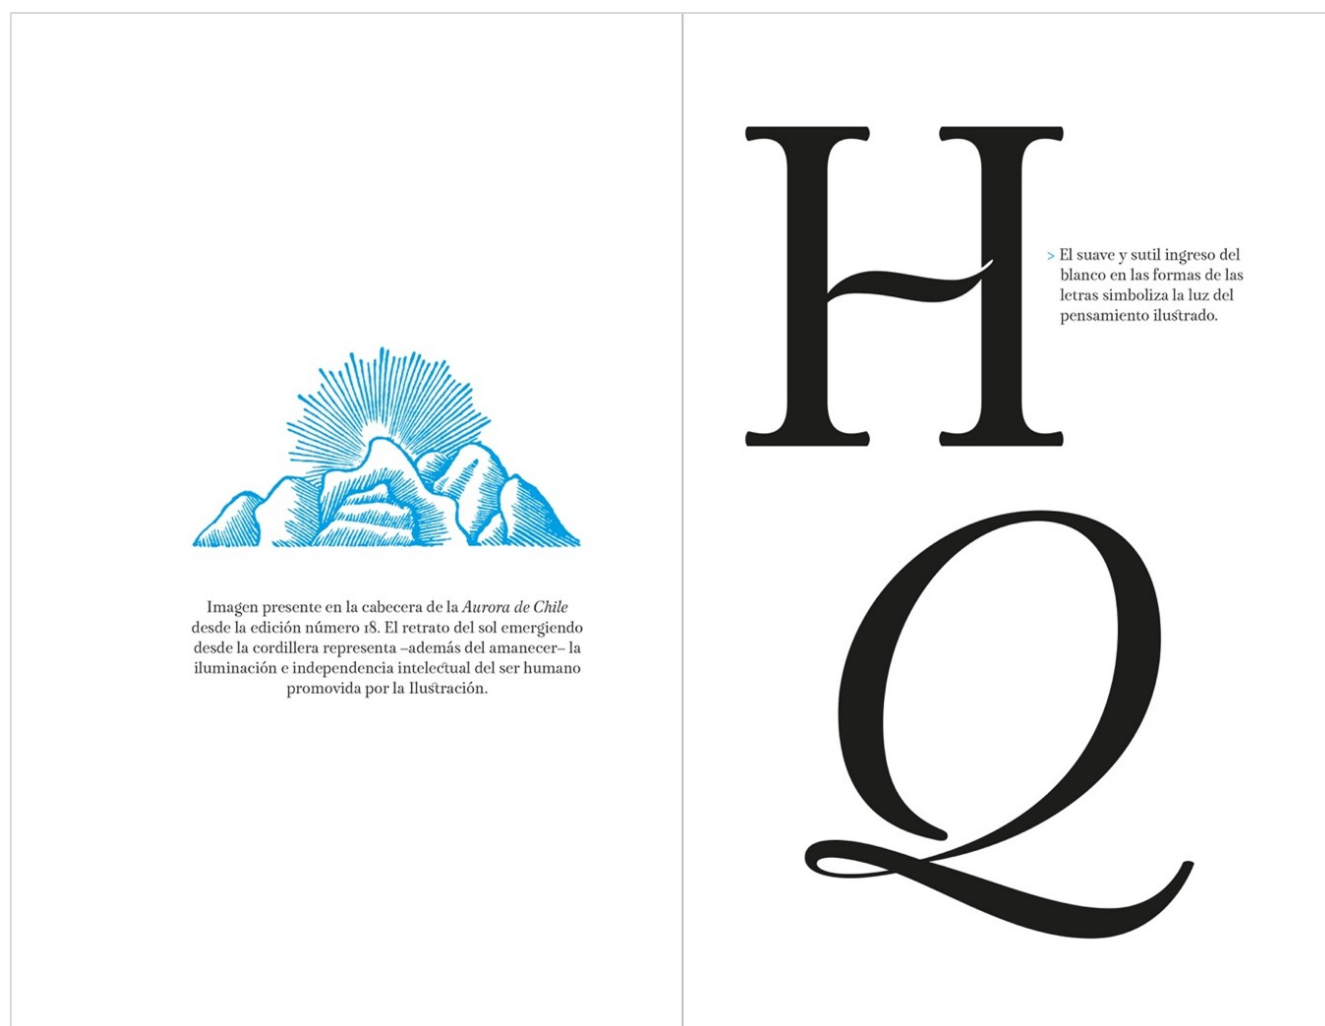 Imagen presente en la cabecera de la Aurora de Chile
desde la edición número 18. El retrato del sol emergiendo
desde la cordillera representa –además del amanecer– la
iluminación e independencia intelectual del ser humano
promovida por la Ilustración.
H
> El suave y sutil ingreso del
blanco en las formas de las
letras simboliza la luz del
pensamiento ilustrado.
Q